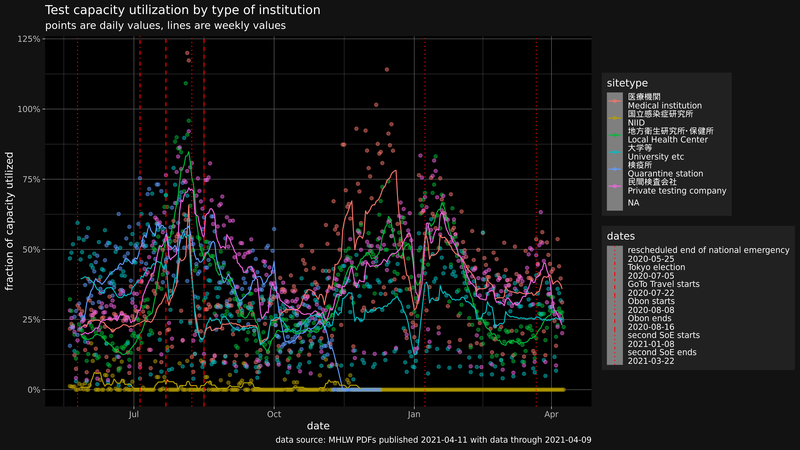 Test capacity utilization by type of institution
points are daily values, lines are weekly values
125%
100%
75%
50%
25%
0%
fraction of capacity utilized
Jul
Oct
Jan
Apr
date
data source: MHLW PDFs published 2021-04-11 with data through 2021-04-09
sitetype
医療機関
Medical institution
国立感染症研究所
NIID
地方衛生研究所･保健所
Local Health Center
大学等
University etc
検疫所
Quarantine station
民間検査会社
Private testing company
NA
dates
rescheduled end of national emergency
2020-05-25
Tokyo election
2020-07-05
GoTo Travel starts
2020-07-22
Obon starts
2020-08-08
Obon ends
2020-08-16
second SoE starts
2021-01-08
second SoE ends
2021-03-22